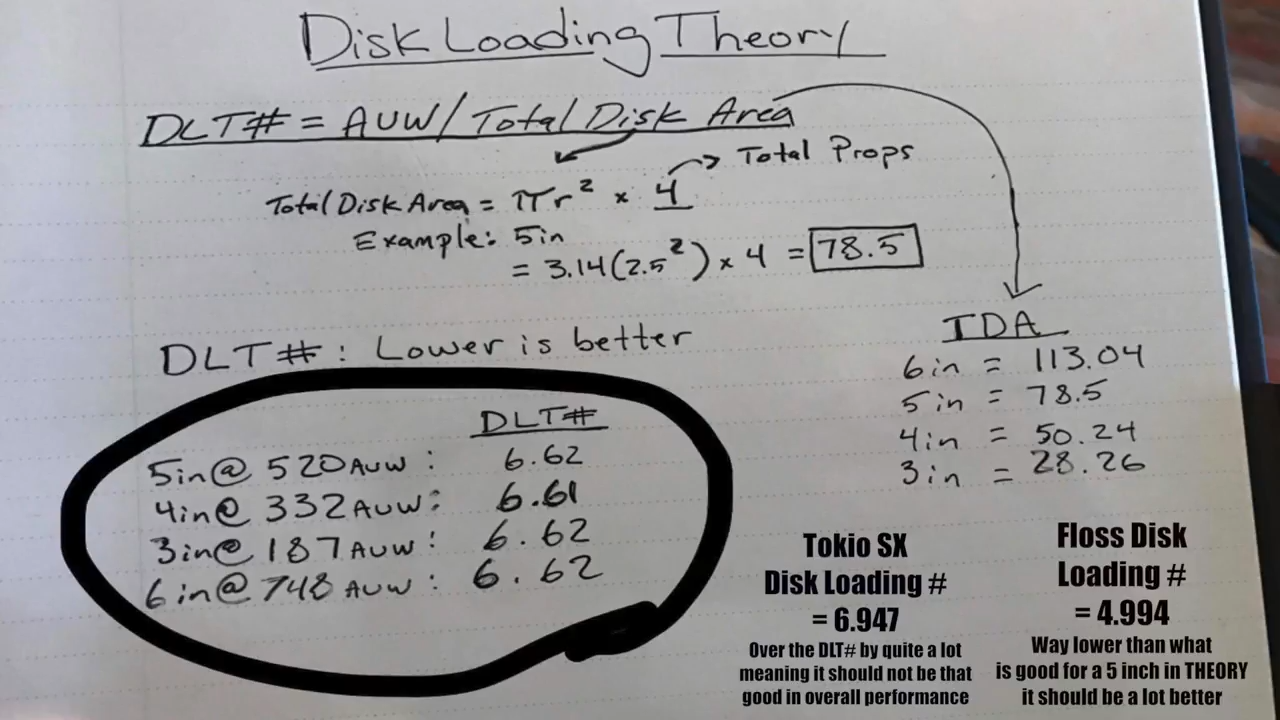 Disk Loading Theory
DLT# = AUW/Total Disk Area
Total Props
Total Disk Area = πr² × 4
Example: 5in
= 3.14(2.5²) × 4 = 78.5
TDA
6in = 113.04
5in = 78.5
4in = 50.24
3in = 28.26
DLT#: Lower is better
DLT#
5in@ 520AUW: 6.62
4in@ 332AUW: 6.61
3in@ 187AUW: 6.62
6in@ 748AUW: 6.62
Tokio SX
Disk Loading #
= 6.947
Over the DLT# by quite a lot
meaning it should not be that
good in overall performance
Floss Disk
Loading #
= 4.994
Way lower than what
is good for a 5 inch in THEORY
it should be a lot better